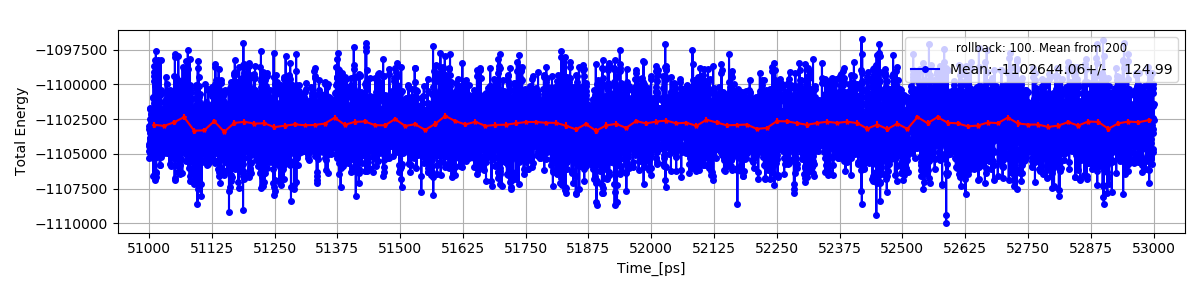 rollback: 100. Mean from 200
Mean: -1102644.06+/-    124.99
Total Energy
−1097500
−1100000
−1102500
−1105000
−1107500
−1110000
51000 51125 51250 51375 51500 51625 51750 51875 52000 52125 52250 52375 52500 52625 52750 52875 53000
Time_[ps]